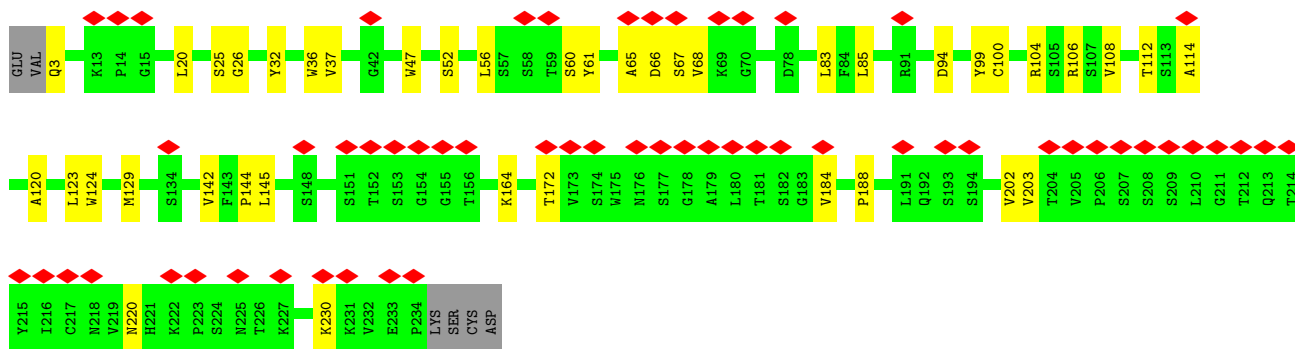 GLU VAL Q3 K13 P14 G15 L20 S25 G26 Y32 W36 V37 G42 W47 S52 L56 S57 S58 T59 S60 Y61 A65 D66 S67 V68 K69 G70 D78 L83 F84 L85 R91 D94 Y99 C100 R104 S105 R106 S107 V108 T112 S113 A114
A120 L123 W124 M129 S134 V142 F143 P144 L145 S148 S151 T152 S153 G154 G155 T156 K164 T172 V173 S174 W175 N176 S177 G178 A179 L180 T181 S182 G183 V184 P188 L191 Q192 S193 S194 V202 V203 T204 V205 P206 S207 S208 S209 L210 G211 T212 Q213 T214
Y215 I216 C217 N218 V219 N220 H221 K222 P223 S224 N225 T226 K227 K230 K231 V232 E233 P234 LYS SER CYS ASP